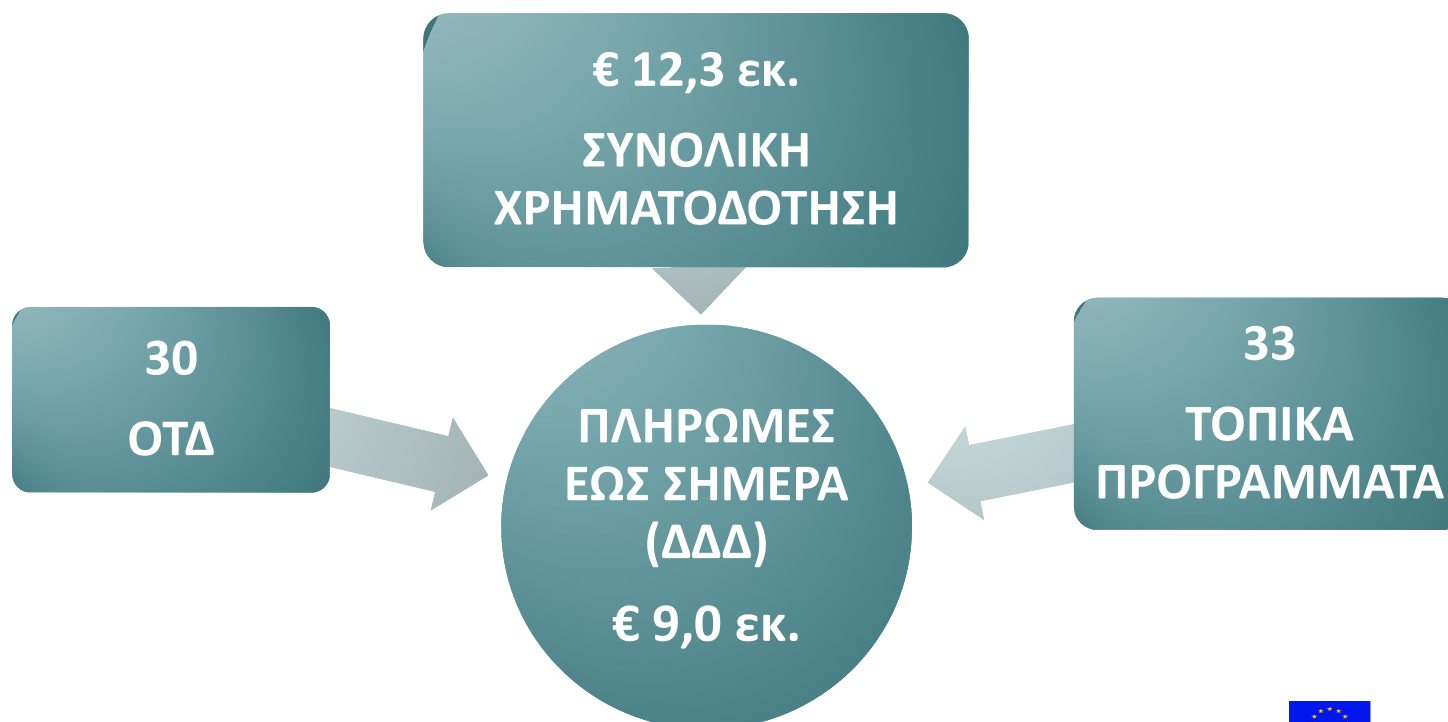 € 12,3 εκ.
ΣΥΝΟΛΙΚΗ
ΧΡΗΜΑΤΟΔΟΤΗΣΗ
30
ΟΤΔ
33
ΤΟΠΙΚΑ
ΠΡΟΓΡΑΜΜΑΤΑ
ΠΛΗΡΩΜΕΣ
ΕΩΣ ΣΗΜΕΡΑ
(ΔΔΔ)
€ 9,0 εκ.